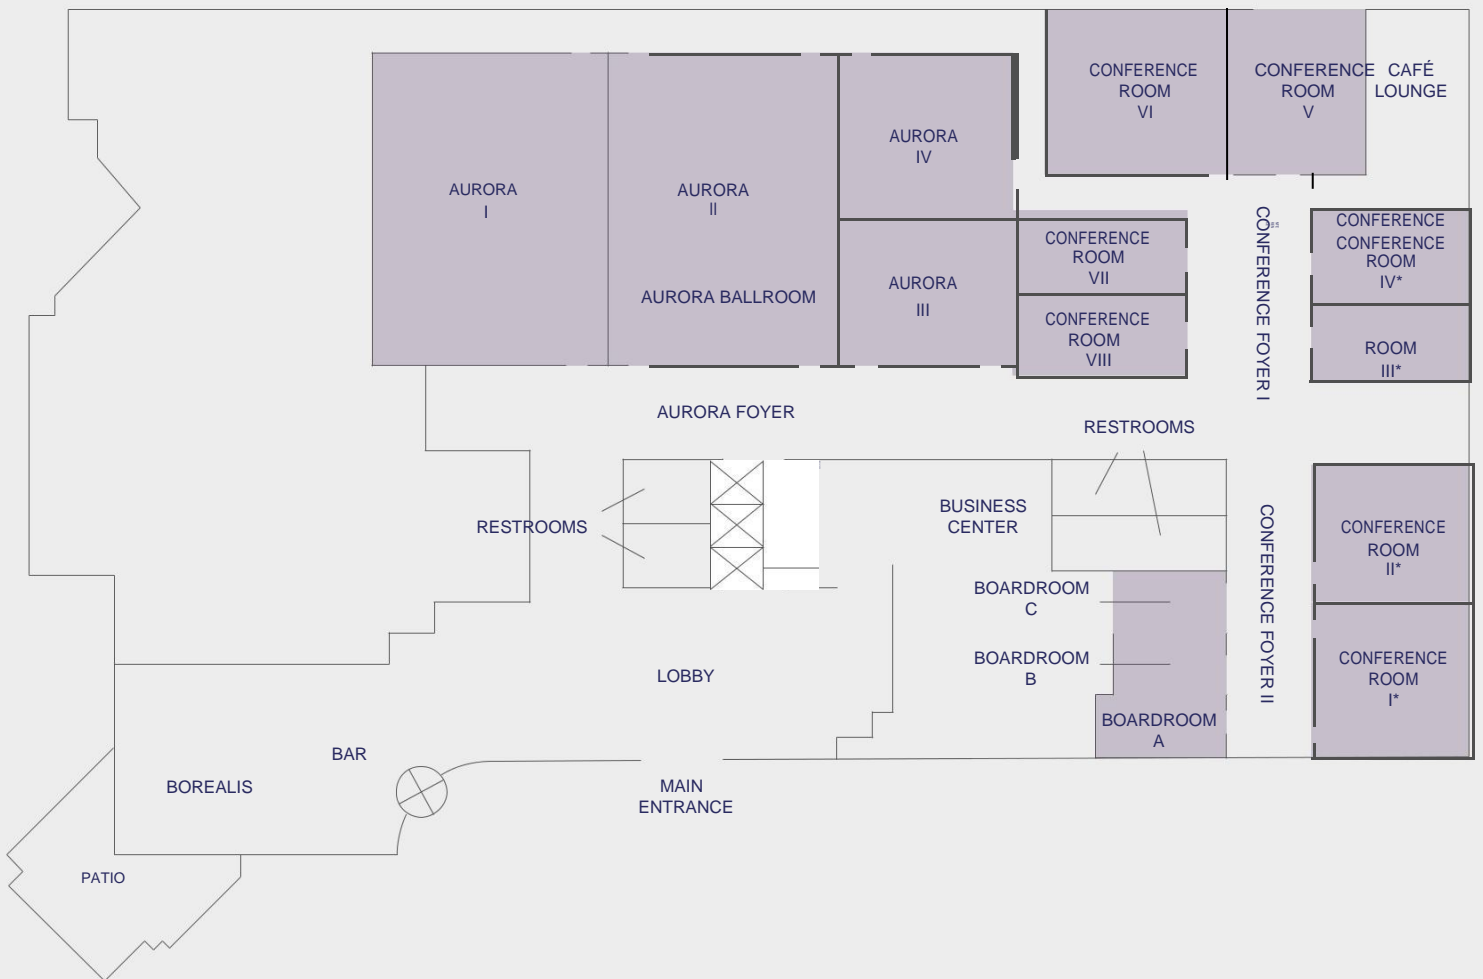 CONFERENCE
ROOM
VI
CONFERENCE
ROOM
V
CAFÉ
LOUNGE
AURORA
IV
AURORA
I
AURORA
II
AURORA BALLROOM
AURORA
III
CONFERENCE
ROOM
VII
CONFERENCE
ROOM
VIII
CONFERENCE FOYER I
CONFERENCE
CONFERENCE
ROOM
IV*
ROOM
III*
AURORA FOYER
RESTROOMS
RESTROOMS
BUSINESS
CENTER
CONFERENCE FOYER II
CONFERENCE
ROOM
II*
BOARDROOM
C
BOARDROOM
B
BOARDROOM
A
CONFERENCE
ROOM
I*
LOBBY
BAR
BOREALIS
MAIN
ENTRANCE
PATIO